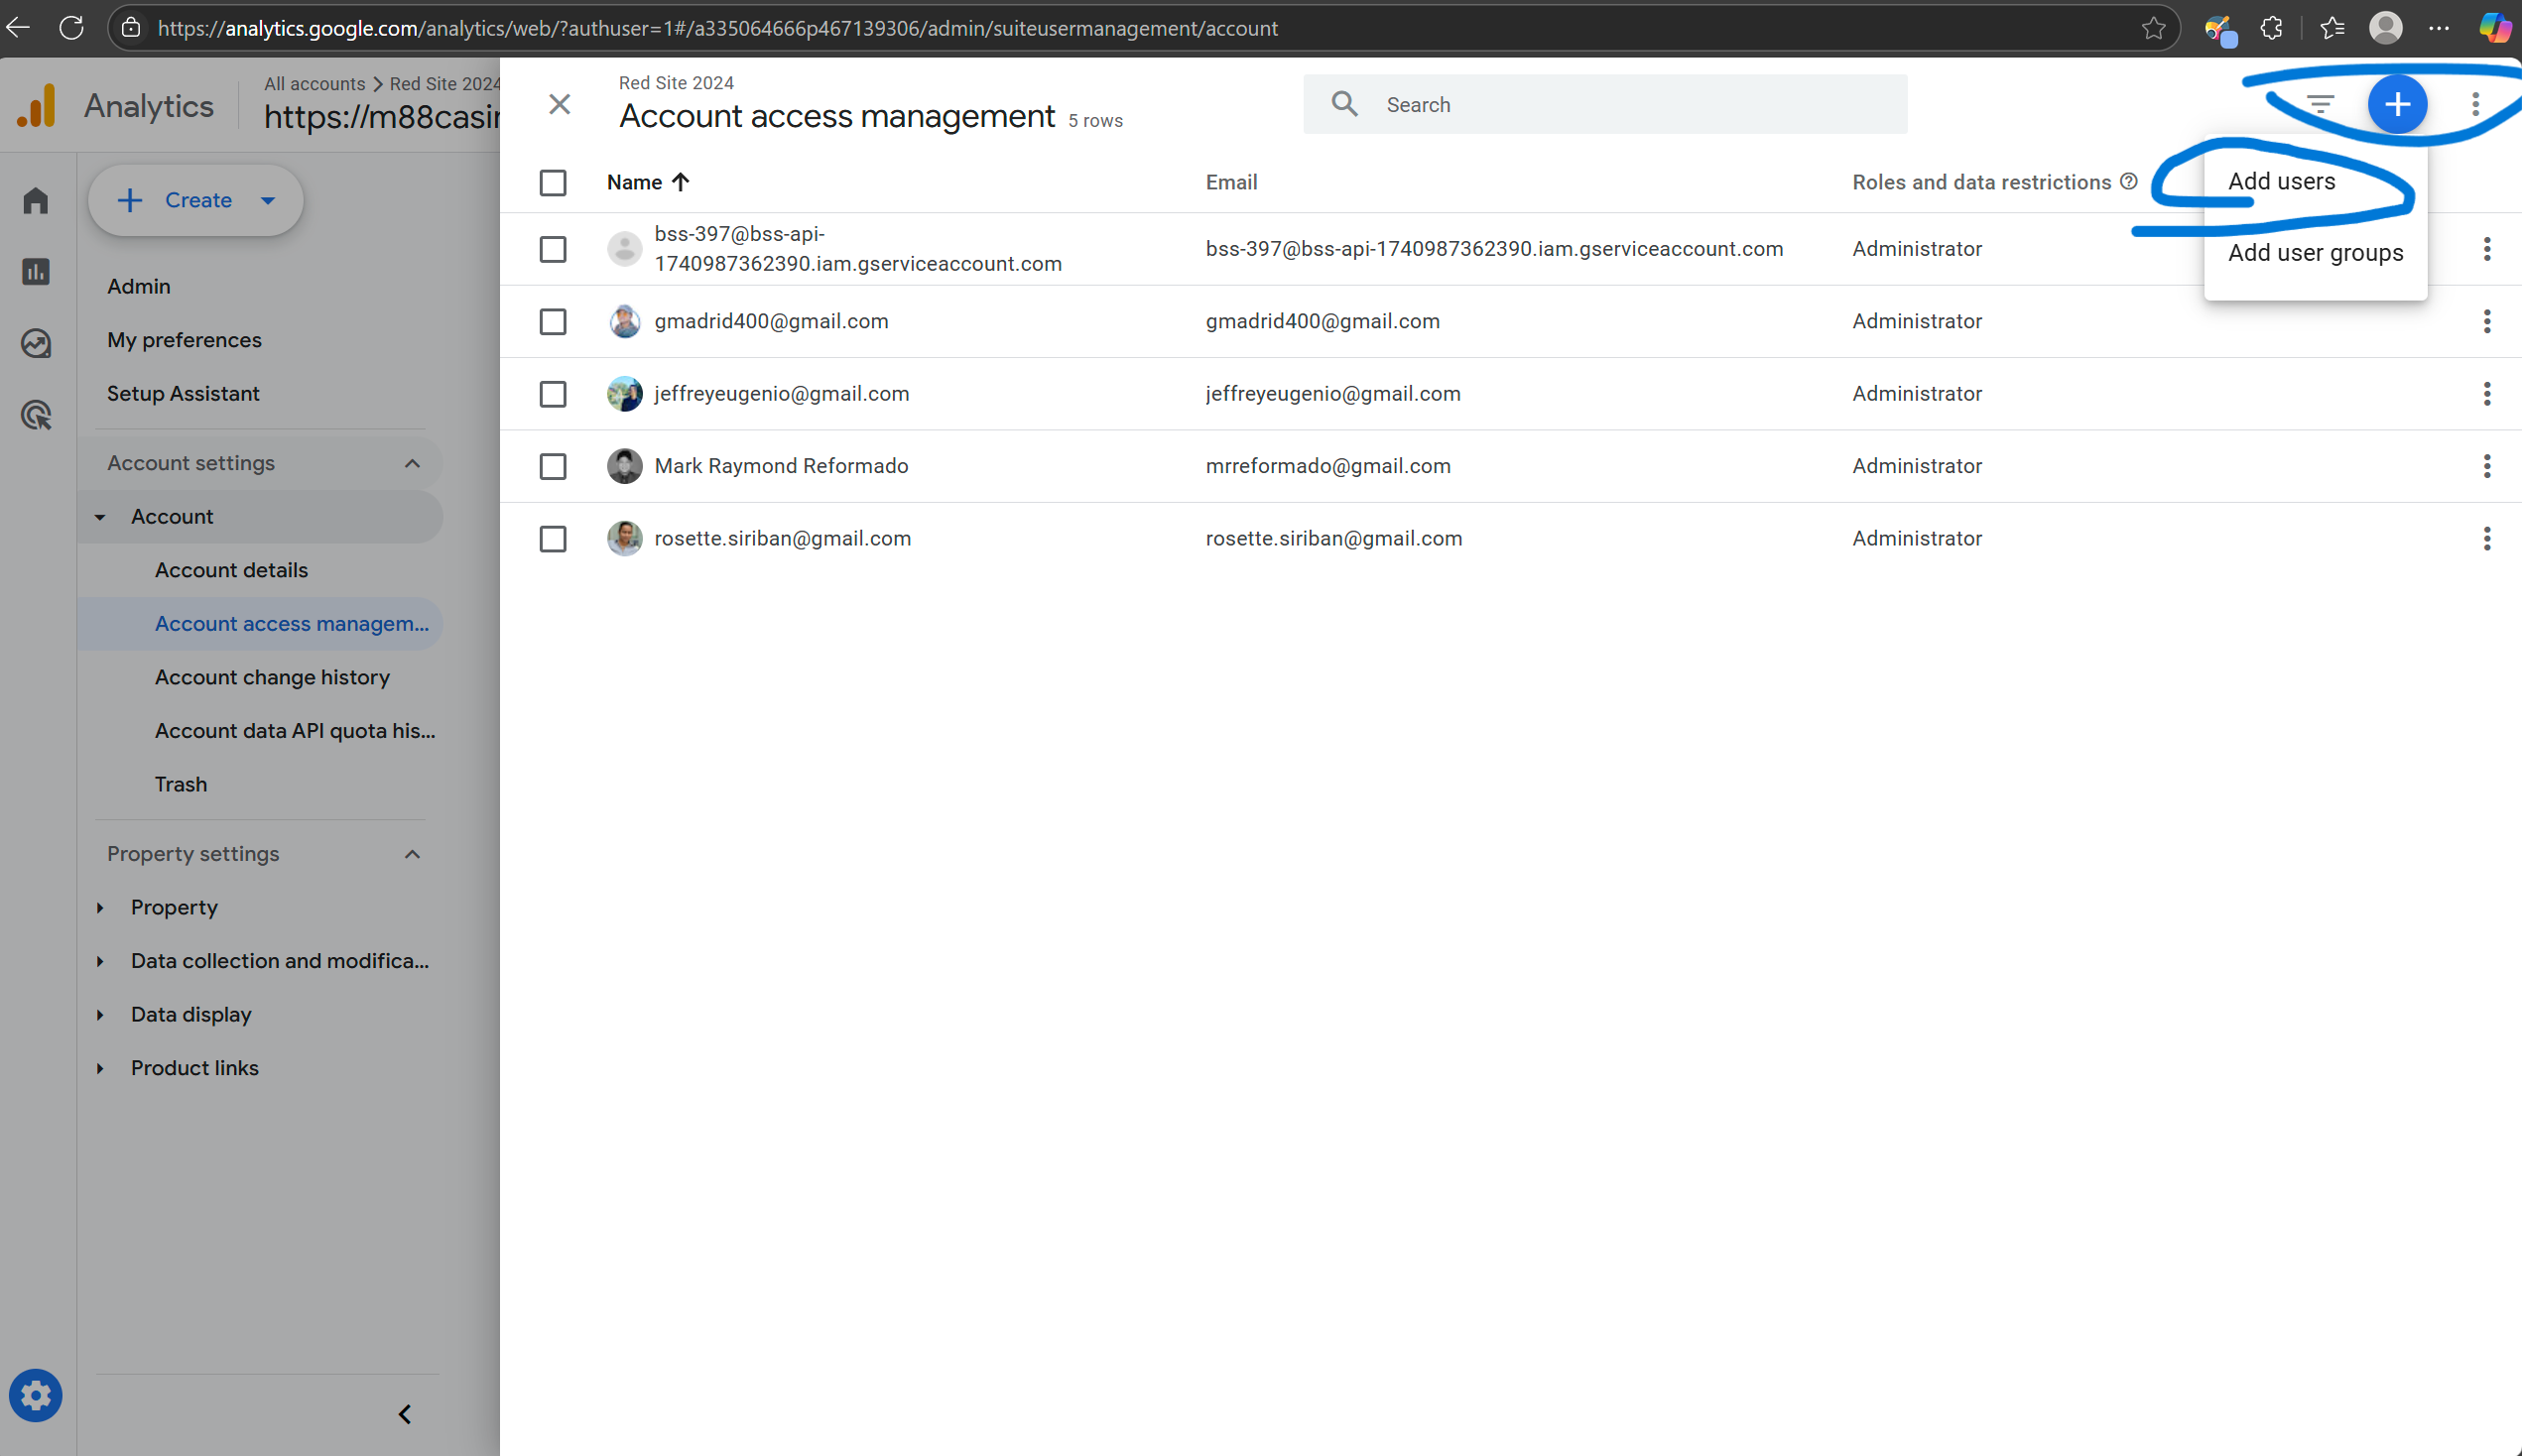 https://analytics.google.com/analytics/web/?authuser=1#/a335064666p467139306/admin/suiteusermanagement/account
Analytics
All accounts > Red Site 2024
https://m88casir
Create
Admin
My preferences
Setup Assistant
Account settings
Account
Account details
Account access managem...
Account change history
Account data API quota his...
Trash
Property settings
Property
Data collection and modifica...
Data display
Product links
Red Site 2024
Account access management 5 rows
Search
Add users
Add user groups
Name Email Roles and data restrictions
bss-397@bss-api-
1740987362390.iam.gserviceaccount.com
bss-397@bss-api-1740987362390.iam.gserviceaccount.com Administrator
gmadrid400@gmail.com gmadrid400@gmail.com Administrator
jeffreyeugenio@gmail.com jeffreyeugenio@gmail.com Administrator
Mark Raymond Reformado mrreformado@gmail.com Administrator
rosette.siriban@gmail.com rosette.siriban@gmail.com Administrator